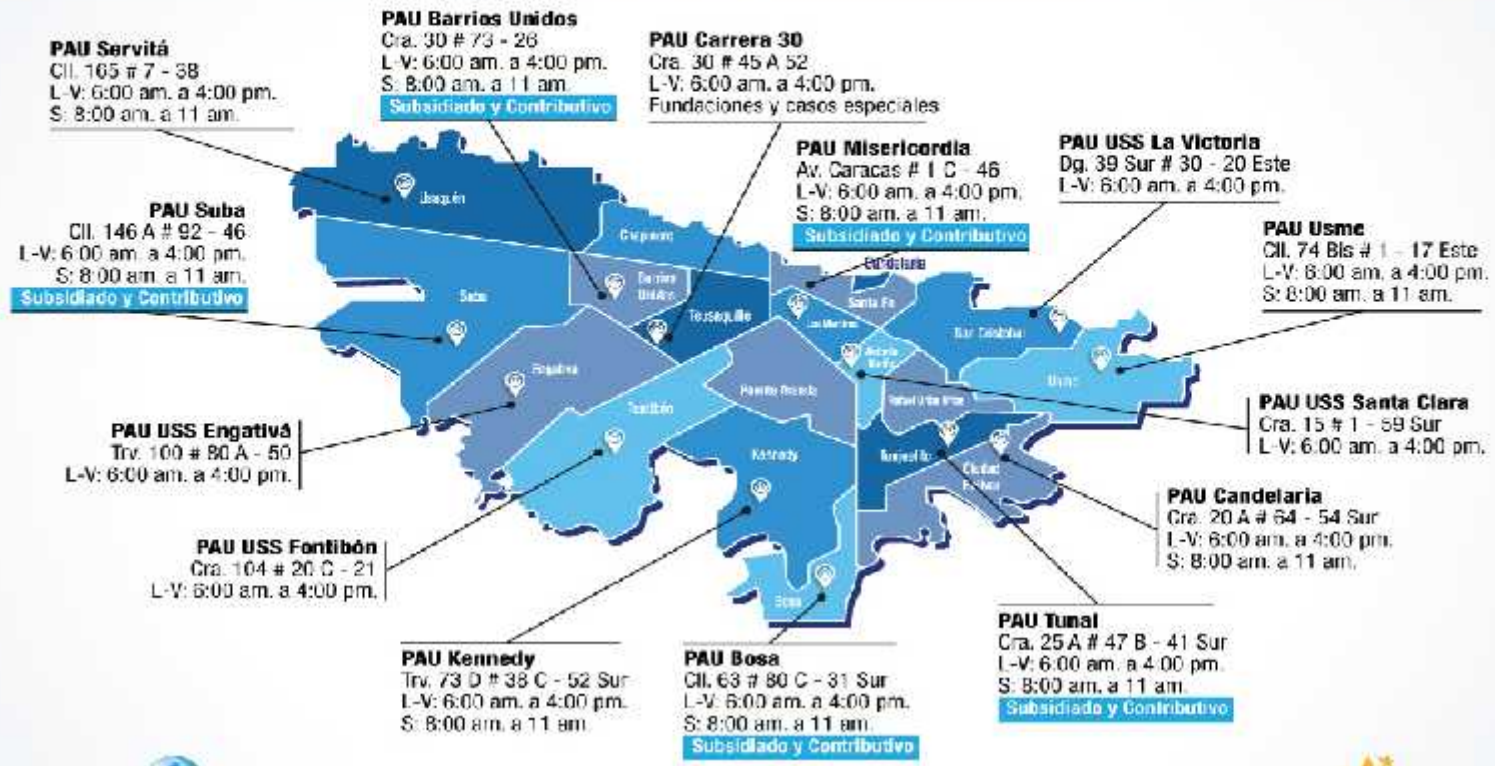 PAU Servitá
Cll. 165 # 7 - 38
L-V: 6:00 am. a 4:00 pm.
S: 8:00 am. a 11 am.
PAU Barrios Unidos
Cra. 30 # 73 - 26
L-V: 6:00 am. a 4:00 pm.
S: 8:00 am. a 11 am.
Subsidiado y Contributivo
PAU Carrera 30
Cra. 30 # 45 A 52
L-V: 6:00 am. a 4:00 pm.
Fundaciones y casos especiales
PAU Misericordia
Av. Caracas # 1 C - 46
L-V: 6:00 am. a 4:00 pm.
S: 8:00 am. a 11 am.
Subsidiado y Contributivo
PAU USS La Victoria
Dg. 39 Sur # 30 - 20 Este
L-V: 6:00 am. a 4:00 pm.
PAU Suba
Cll. 146 A # 92 - 46
L-V: 6:00 am. a 4:00 pm.
S: 8:00 am. a 11 am.
Subsidiado y Contributivo
PAU Usme
Cll. 74 Bis # 1 - 17 Este
L-V: 6:00 am. a 4:00 pm.
S: 8:00 am. a 11 am.
Usaquén
Chapinero
Candelaria
Suba
Barrios
Unidos
Teusaquillo
Santa Fe
Los Mártires
San Cristóbal
Engativá
Antonio
Nariño
Usme
Fontibón
Puente Aranda
Rafael Uribe Uribe
Kennedy
Tunjuelito
Ciudad
Bolívar
Bosa
PAU USS Engativá
Trv. 100 # 80 A - 50
L-V: 6:00 am. a 4:00 pm.
PAU USS Santa Clara
Cra. 15 # 1 - 59 Sur
L-V: 6:00 am. a 4:00 pm.
PAU Candelaria
Cra. 20 A # 64 - 54 Sur
L-V: 6:00 am. a 4:00 pm.
S: 8:00 am. a 11 am.
PAU USS Fontibón
Cra. 104 # 20 C - 21
L-V: 6:00 am. a 4:00 pm.
PAU Kennedy
Trv. 73 D # 38 C - 52 Sur
L-V: 6:00 am. a 4:00 pm.
S: 8:00 am. a 11 am.
PAU Bosa
Cll. 63 # 80 C - 31 Sur
L-V: 6:00 am. a 4:00 pm.
S: 8:00 am. a 11 am.
Subsidiado y Contributivo
PAU Tunal
Cra. 25 A # 47 B - 41 Sur
L-V: 6:00 am. a 4:00 pm.
S: 8:00 am. a 11 am.
Subsidiado y Contributivo